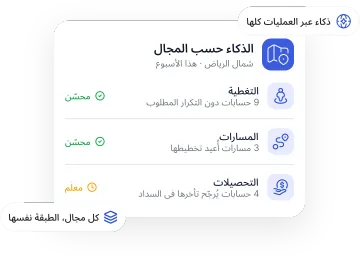 ذكاء عبر العمليات كلها
الذكاء حسب المجال
شمال الرياض · هذا الأسبوع
التغطية
9 حسابات دون التكرار المطلوب
محسّن
المسارات
3 مسارات أُعيد تخطيطها
محسّن
التحصيلات
4 حسابات يُرجّح تأخرها في السداد
معلّم
كل مجال، الطبقة نفسها